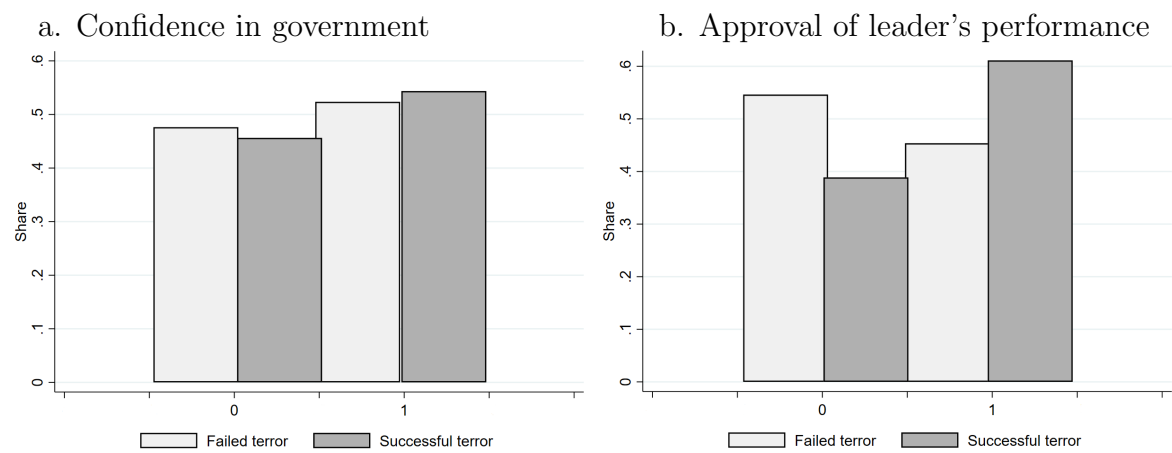 a. Confidence in government
.6
.5
.4
.3
.2
.1
0
Share
0 1
Failed terror Successful terror
b. Approval of leader's performance
.6
.5
.4
.3
.2
.1
0
Share
0 1
Failed terror Successful terror